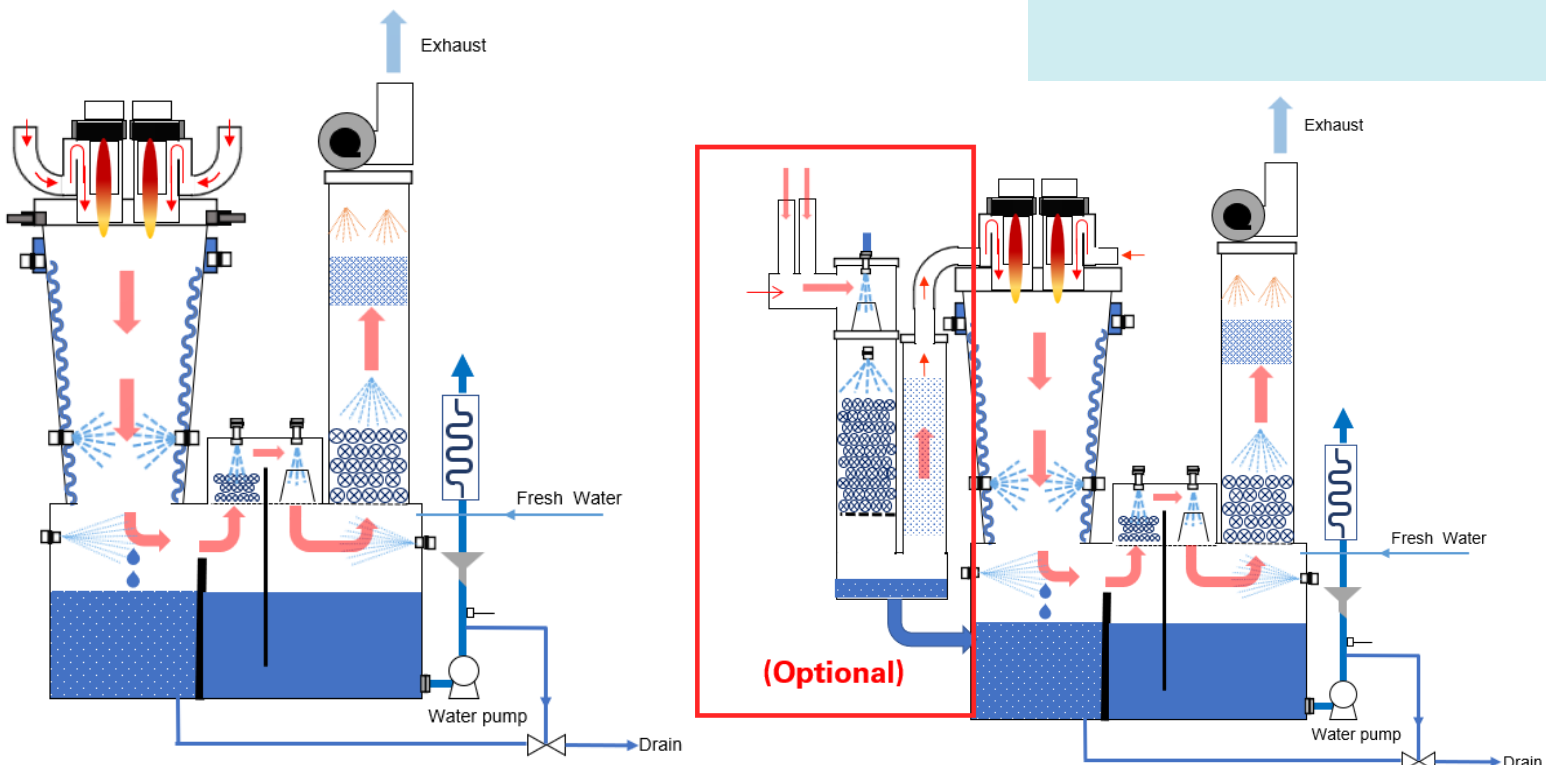 Exhaust
Fresh Water
Water pump
Drain
Exhaust
(Optional)
Fresh Water
Water pump
Drain